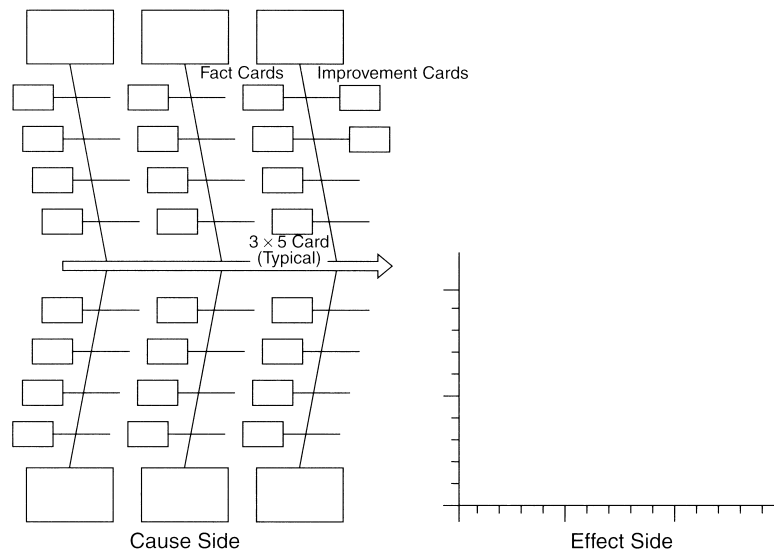 Fact Cards
Improvement Cards
3 × 5 Card
(Typical)
Cause Side
Effect Side